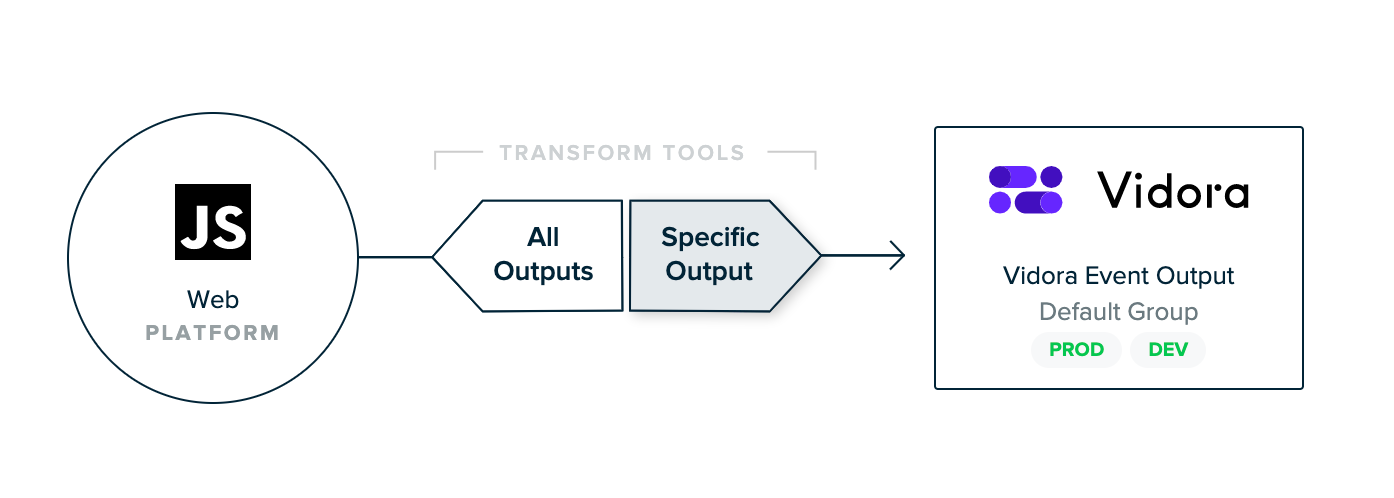 JS
Web
PLATFORM
TRANSFORM TOOLS
All
Outputs
Specific
Output
Vidora
Vidora Event Output
Default Group
PROD DEV